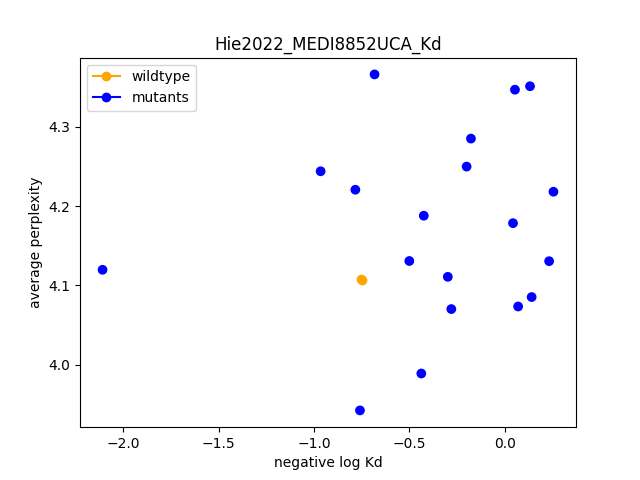 Hie2022_MEDI8852UCA_Kd
wildtype
mutants
4.3
4.2
4.1
4.0
average perplexity
−2.0
−1.5
−1.0
−0.5
0.0
negative log Kd